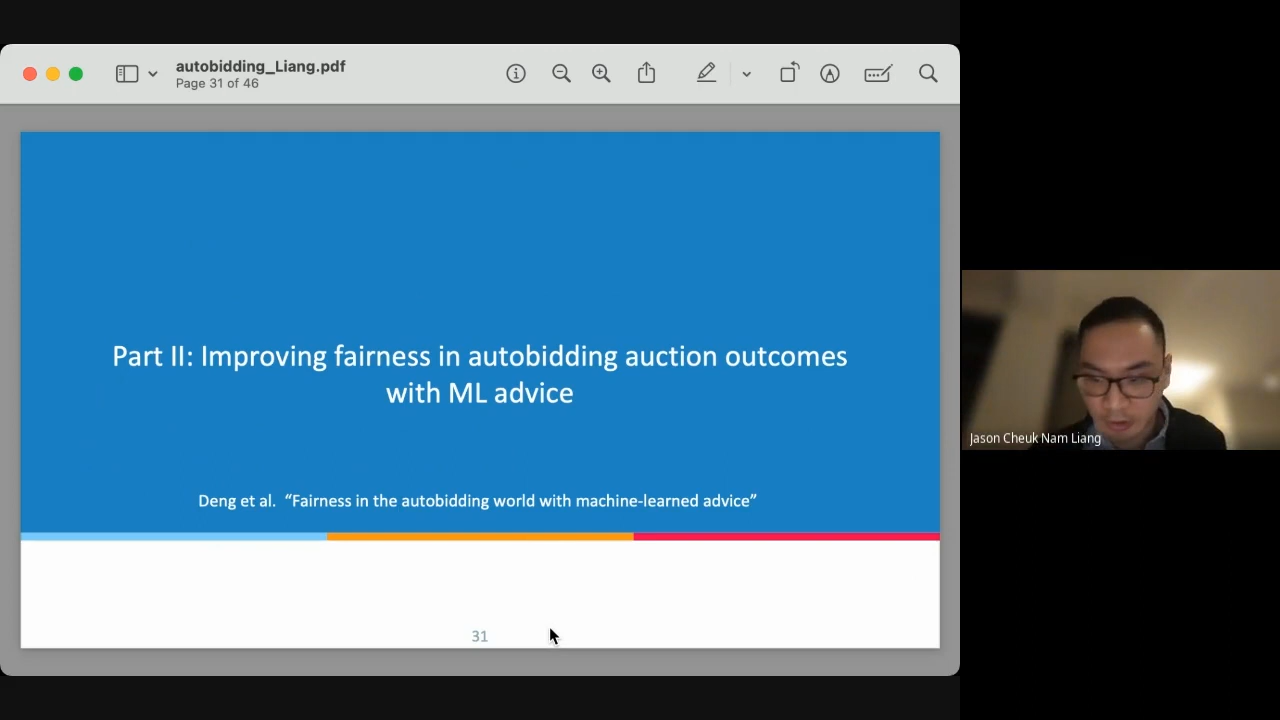 autobidding_Liang.pdf
Page 31 of 46
Part II: Improving fairness in autobidding auction outcomes
with ML advice
Deng et al. “Fairness in the autobidding world with machine-learned advice”
31
Jason Cheuk Nam Liang